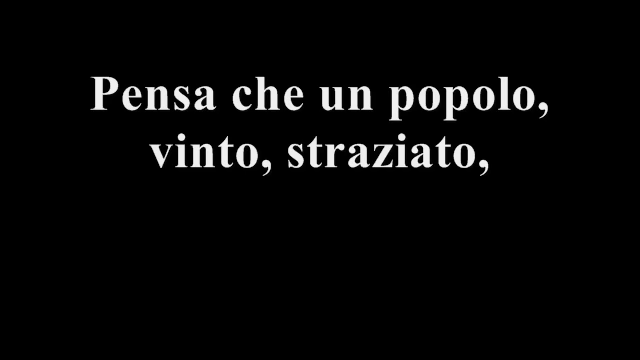 Pensa che un popolo,
vinto, straziato,